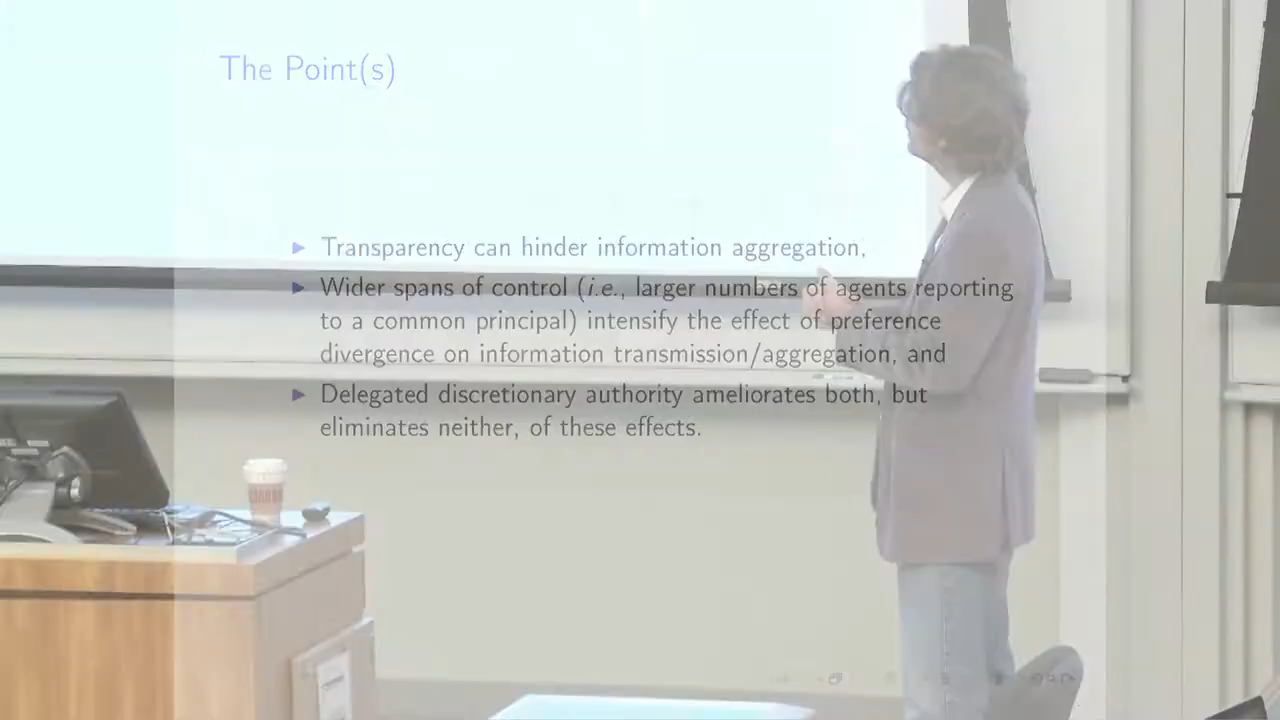 The Point(s)
Transparency can hinder information aggregation,
Wider spans of control (i.e., larger numbers of agents reporting
to a common principal) intensify the effect of preference
divergence on information transmission/aggregation, and
Delegated discretionary authority ameliorates both, but
eliminates neither, of these effects.